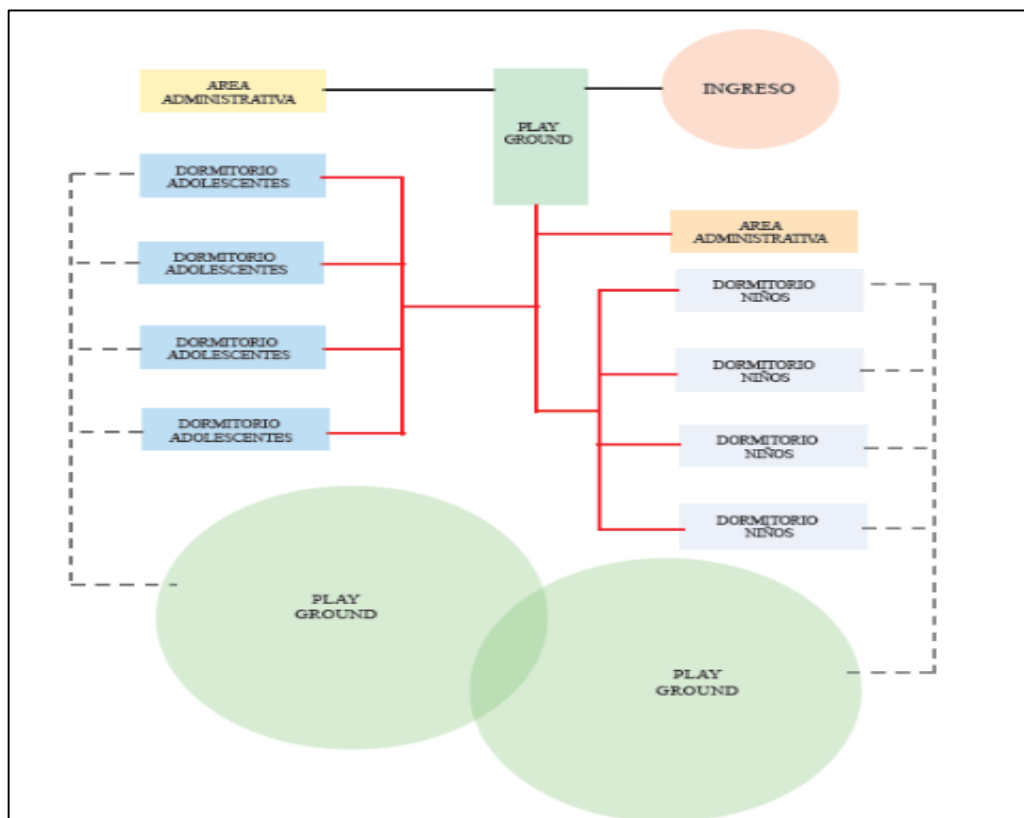 AREA
ADMINISTRATIVA
PLAY
GROUND
INGRESO
DORMITORIO
ADOLESCENTES
DORMITORIO
ADOLESCENTES
DORMITORIO
ADOLESCENTES
DORMITORIO
ADOLESCENTES
AREA
ADMINISTRATIVA
DORMITORIO
NIÑOS
DORMITORIO
NIÑOS
DORMITORIO
NIÑOS
DORMITORIO
NIÑOS
PLAY
GROUND
PLAY
GROUND